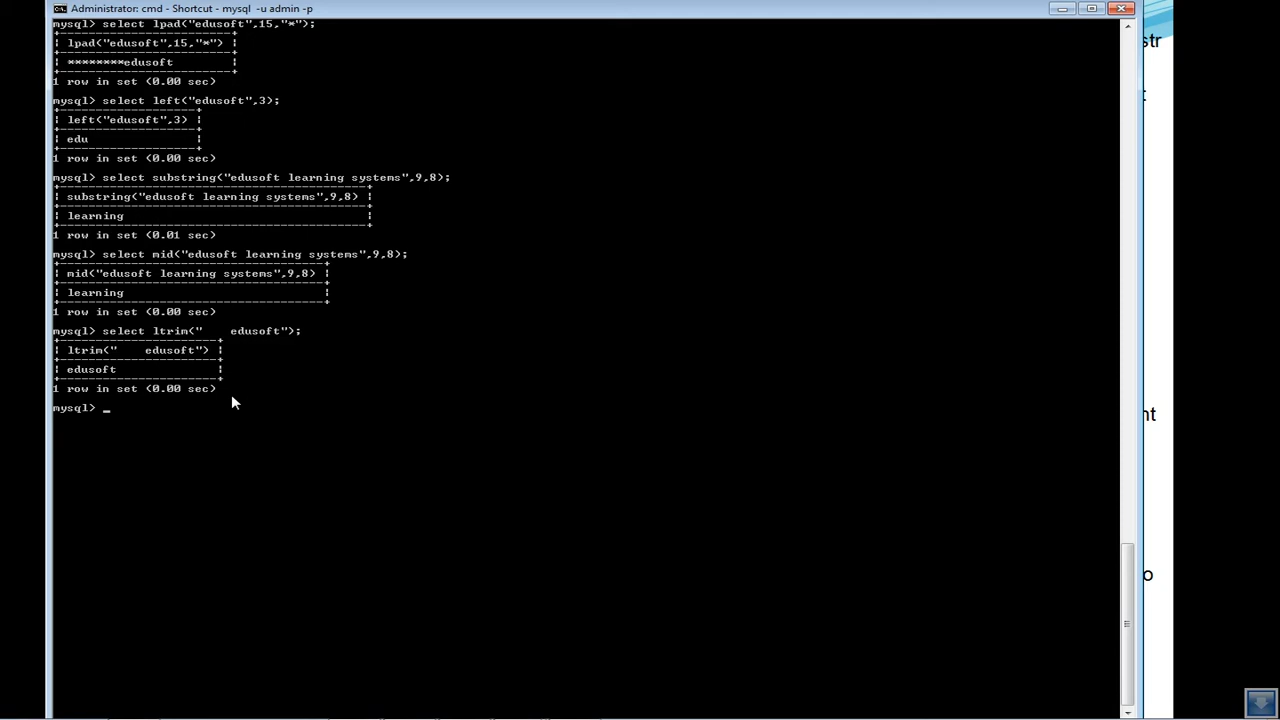 Administrator: cmd - Shortcut - mysql -u admin -p
mysql> select lpad("edusoft",15,"*");
| lpad("edusoft",15,"*") |
| ********edusoft |
1 row in set (0.00 sec)
mysql> select left("edusoft",3);
| left("edusoft",3) |
| edu |
1 row in set (0.00 sec)
mysql> select substring("edusoft learning systems",9,8);
| substring("edusoft learning systems",9,8) |
| learning |
1 row in set (0.01 sec)
mysql> select mid("edusoft learning systems",9,8);
| mid("edusoft learning systems",9,8) |
| learning |
1 row in set (0.00 sec)
mysql> select ltrim("    edusoft");
| ltrim("    edusoft") |
| edusoft |
1 row in set (0.00 sec)
mysql> _
str
t
nt
o